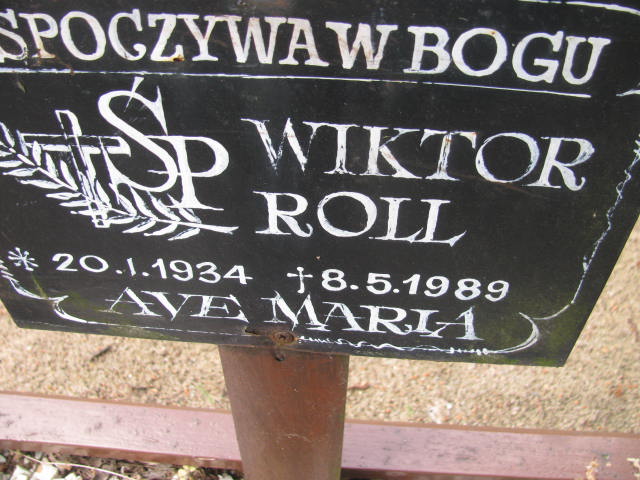 SPOCZYWA W BOGU
ŚP WIKTOR
ROLL
* 20.1.1934 †8.5.1989
AVE MARIA